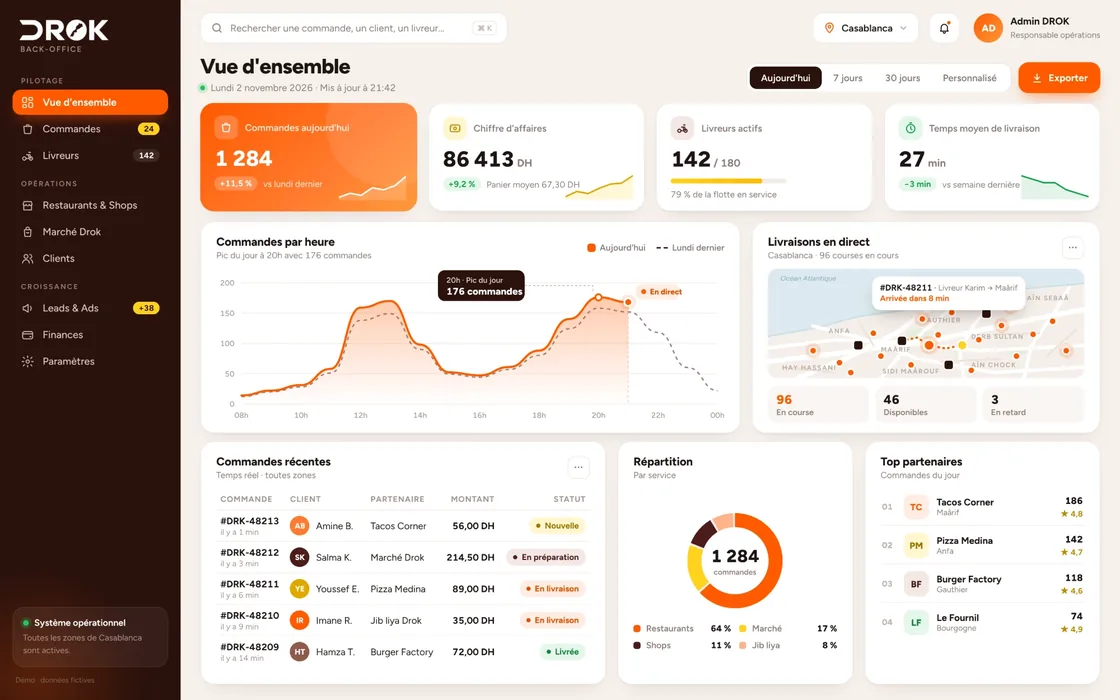 DROK
BACK-OFFICE
PILOTAGE
Vue d'ensemble
Commandes 24
Livreurs 142
OPÉRATIONS
Restaurants & Shops
Marché Drok
Clients
CROISSANCE
Leads & Ads +38
Finances
Paramètres
Système opérationnel
Toutes les zones de Casablanca
sont actives.
Démo · données fictives
Rechercher une commande, un client, un livreur… ⌘ K
Casablanca
AD
Admin DROK
Responsable opérations
Vue d'ensemble
Lundi 2 novembre 2026 · Mis à jour à 21:42
Aujourd'hui 7 jours 30 jours Personnalisé
Exporter
Commandes aujourd'hui
1 284
+11,5 % vs lundi dernier
Chiffre d'affaires
86 413 DH
+9,2 % Panier moyen 67,30 DH
Livreurs actifs
142 / 180
79 % de la flotte en service
Temps moyen de livraison
27 min
−3 min vs semaine dernière
Commandes par heure
Pic du jour à 20h avec 176 commandes
Aujourd'hui Lundi dernier
200
150
100
50
0
20h · Pic du jour
176 commandes
En direct
08h 10h 12h 14h 16h 18h 20h 22h 00h
Livraisons en direct
Casablanca · 96 courses en cours
Océan Atlantique
#DRK-48211 · Livreur Karim → Maârif
Arrivée dans 8 min
AÏN SEBAÂ
GAUTHIER
ANFA
DERB SULTAN
MAÂRIF
HAY HASSANI
SIDI MAÂROUF
AÏN CHOCK
96
En course
46
Disponibles
3
En retard
Commandes récentes
Temps réel · toutes zones
COMMANDE CLIENT PARTENAIRE MONTANT STATUT
#DRK-48213 AB Amine B. Tacos Corner 56,00 DH Nouvelle
il y a 1 min
#DRK-48212 SK Salma K. Marché Drok 214,50 DH En préparation
il y a 3 min
#DRK-48211 YE Youssef E. Pizza Medina 89,00 DH En livraison
il y a 6 min
#DRK-48210 IR Imane R. Jib liya Drok 35,00 DH En livraison
il y a 9 min
#DRK-48209 HT Hamza T. Burger Factory 72,00 DH Livrée
il y a 14 min
Répartition
Par service
1 284
commandes
Restaurants 64 % Marché 17 %
Shops 11 % Jib liya 8 %
Top partenaires
Commandes du jour
01 TC Tacos Corner 186
Maârif ★ 4,8
02 PM Pizza Medina 142
Anfa ★ 4,7
03 BF Burger Factory 118
Gauthier ★ 4,6
04 LF Le Fournil 74
Bourgogne ★ 4,9